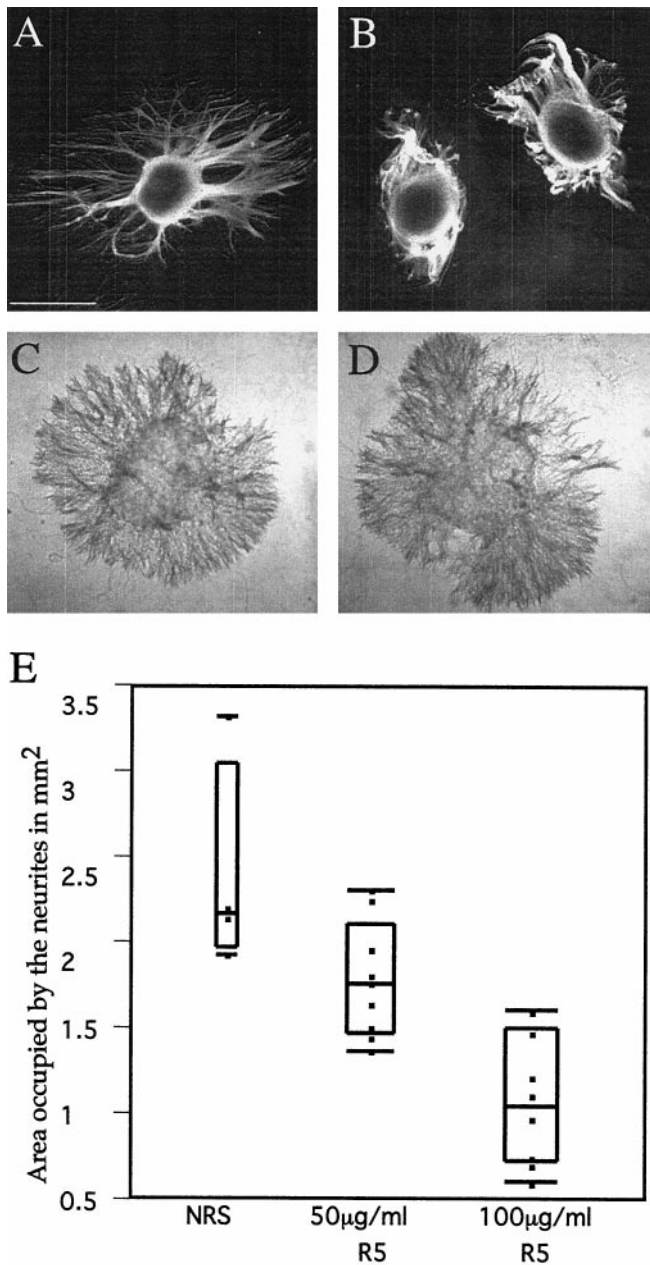 A
B
C
D
E
Area occupied by the neurites in mm²
3.5
3
2.5
2
1.5
1
0.5
NRS
50µg/ml
R5
100µg/ml
R5